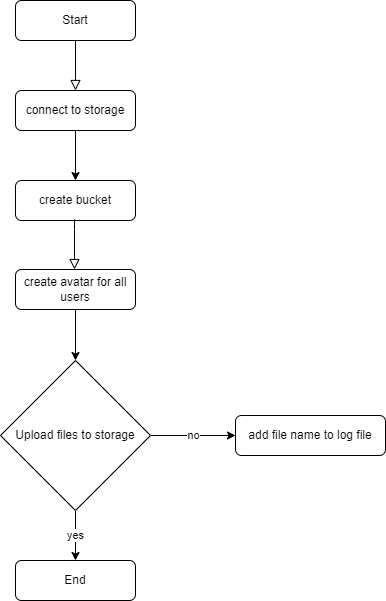 Start
connect to storage
create bucket
create avatar for all
users
Upload files to storage
no
add file name to log file
yes
End